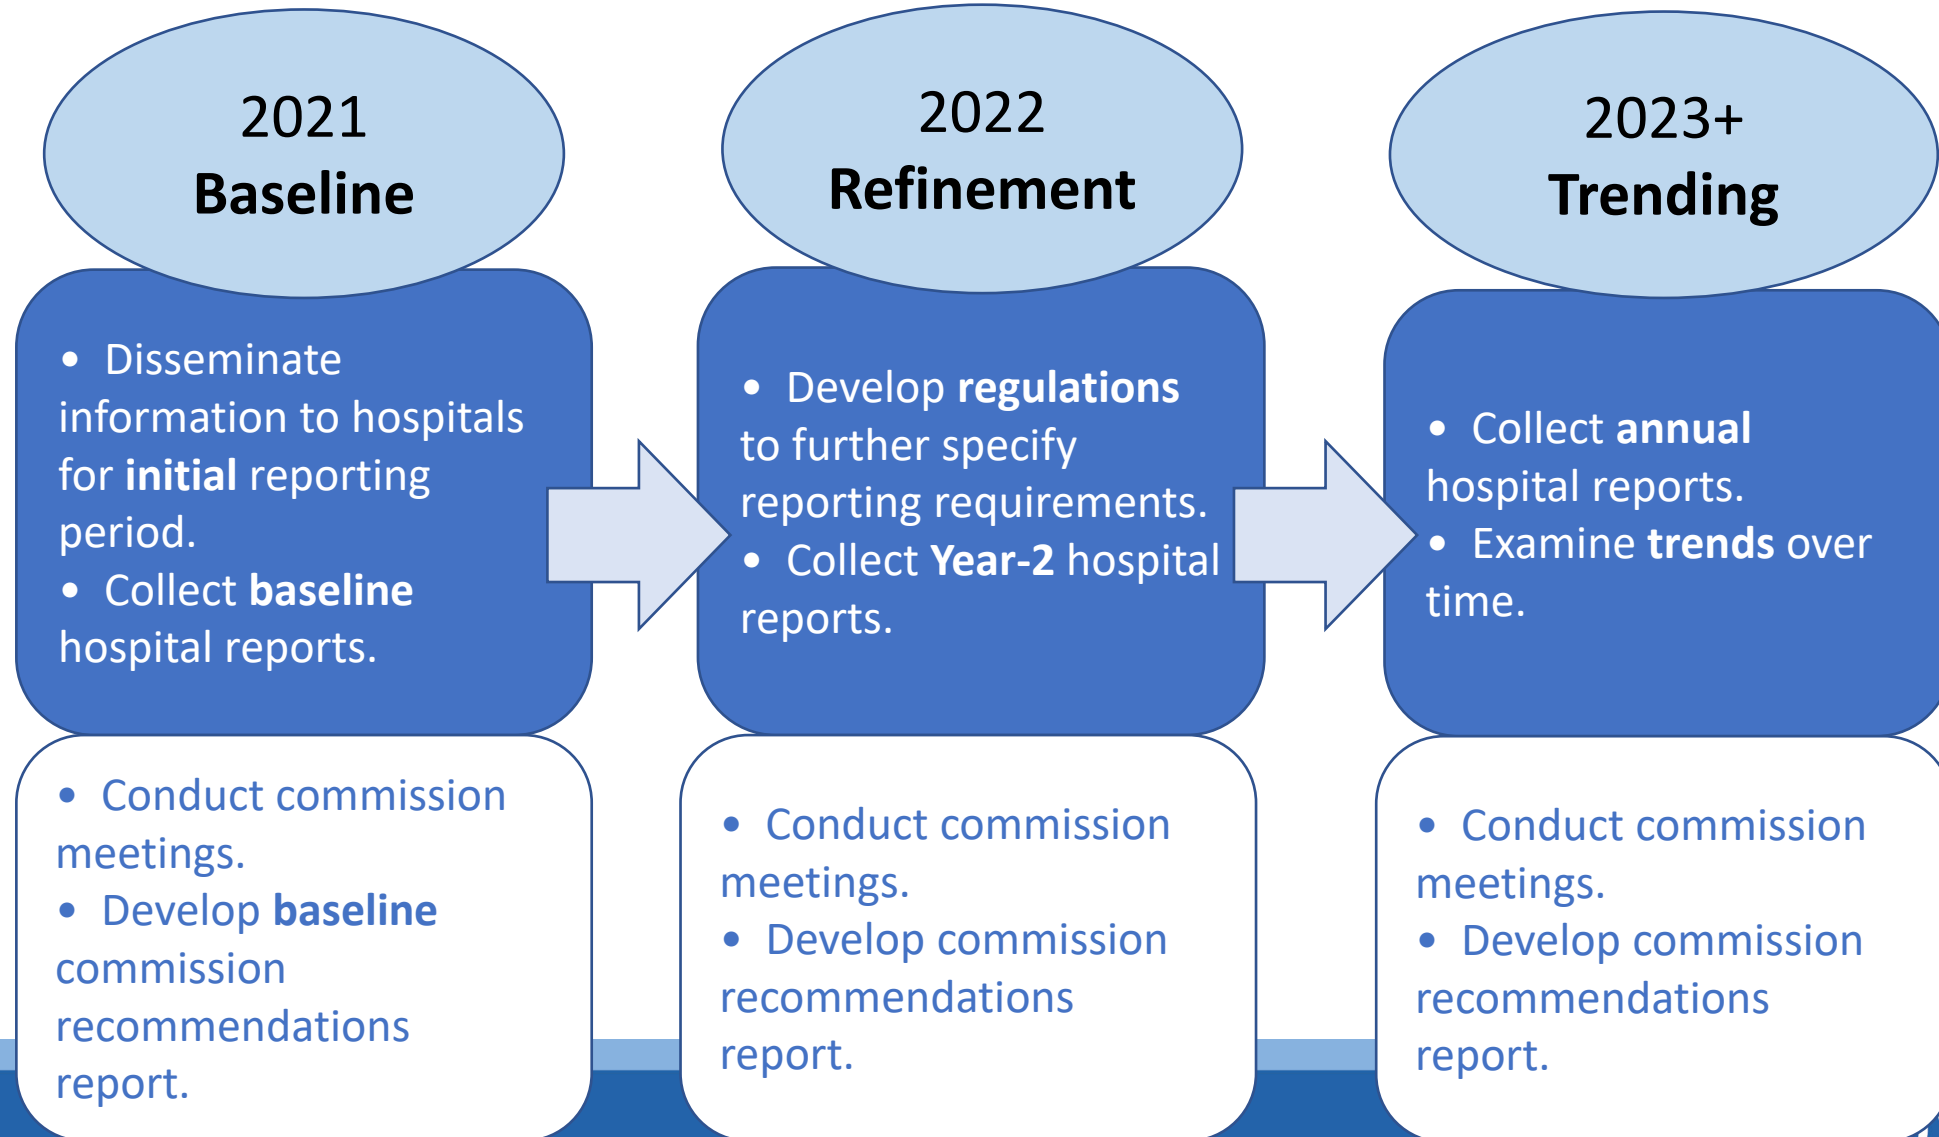 2021
Baseline
• Disseminate
information to hospitals
for initial reporting
period.
• Collect baseline
hospital reports.
• Conduct commission
meetings.
• Develop baseline
commission
recommendations
report.
2022
Refinement
• Develop regulations
to further specify
reporting requirements.
• Collect Year-2 hospital
reports.
• Conduct commission
meetings.
• Develop commission
recommendations
report.
2023+
Trending
• Collect annual
hospital reports.
• Examine trends over
time.
• Conduct commission
meetings.
• Develop commission
recommendations
report.